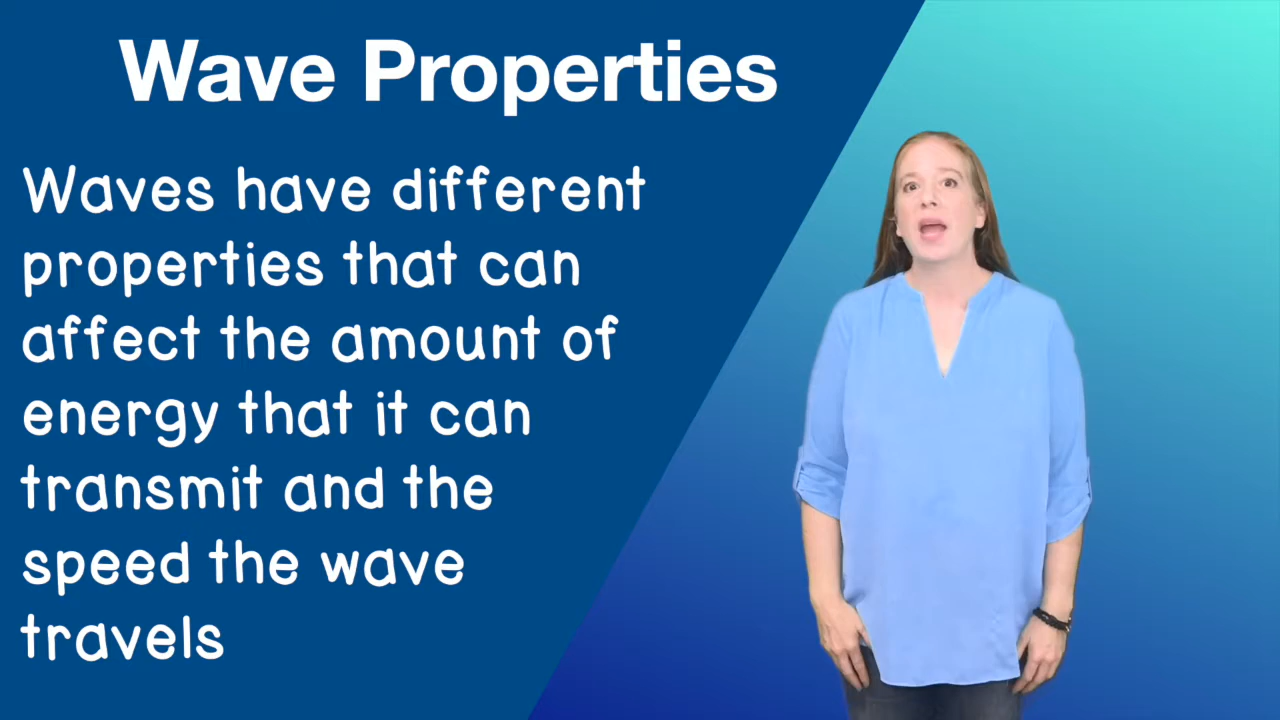 Wave Properties
Waves have different
properties that can
affect the amount of
energy that it can
transmit and the
speed the wave
travels